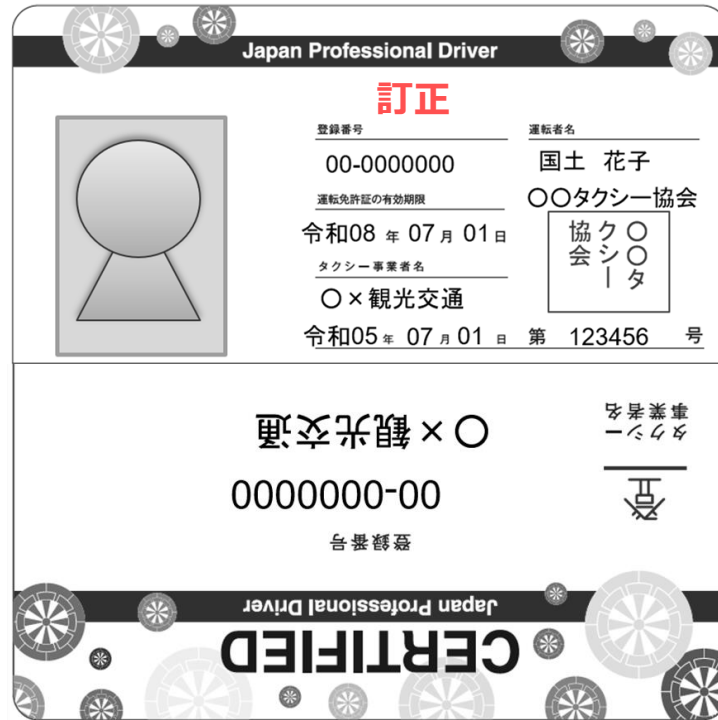 Japan Professional Driver
訂正
登録番号
00-0000000
運転免許証の有効期限
令和08 年 07 月 01 日
タクシー事業者名
〇×観光交通
運転者名
国土 花子
〇〇タクシー協会
〇〇タ
クシー
協会
令和05 年 07 月 01 日 第 123456 号
CERTIFIED
Japan Professional Driver
登録番号
00-0000000
登
タクシー
事業者名
〇×観光交通